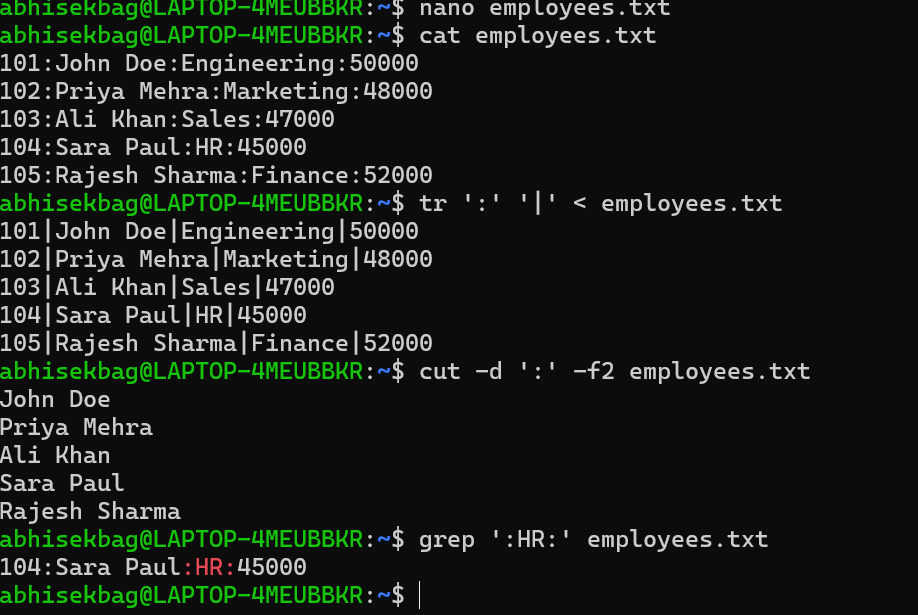 abhisekbag@LAPTOP-4MEUBBKR:~$ nano employees.txt
abhisekbag@LAPTOP-4MEUBBKR:~$ cat employees.txt
101:John Doe:Engineering:50000
102:Priya Mehra:Marketing:48000
103:Ali Khan:Sales:47000
104:Sara Paul:HR:45000
105:Rajesh Sharma:Finance:52000
abhisekbag@LAPTOP-4MEUBBKR:~$ tr ':' '|' < employees.txt
101|John Doe|Engineering|50000
102|Priya Mehra|Marketing|48000
103|Ali Khan|Sales|47000
104|Sara Paul|HR|45000
105|Rajesh Sharma|Finance|52000
abhisekbag@LAPTOP-4MEUBBKR:~$ cut -d ':' -f2 employees.txt
John Doe
Priya Mehra
Ali Khan
Sara Paul
Rajesh Sharma
abhisekbag@LAPTOP-4MEUBBKR:~$ grep ':HR:' employees.txt
104:Sara Paul:HR:45000
abhisekbag@LAPTOP-4MEUBBKR:~$